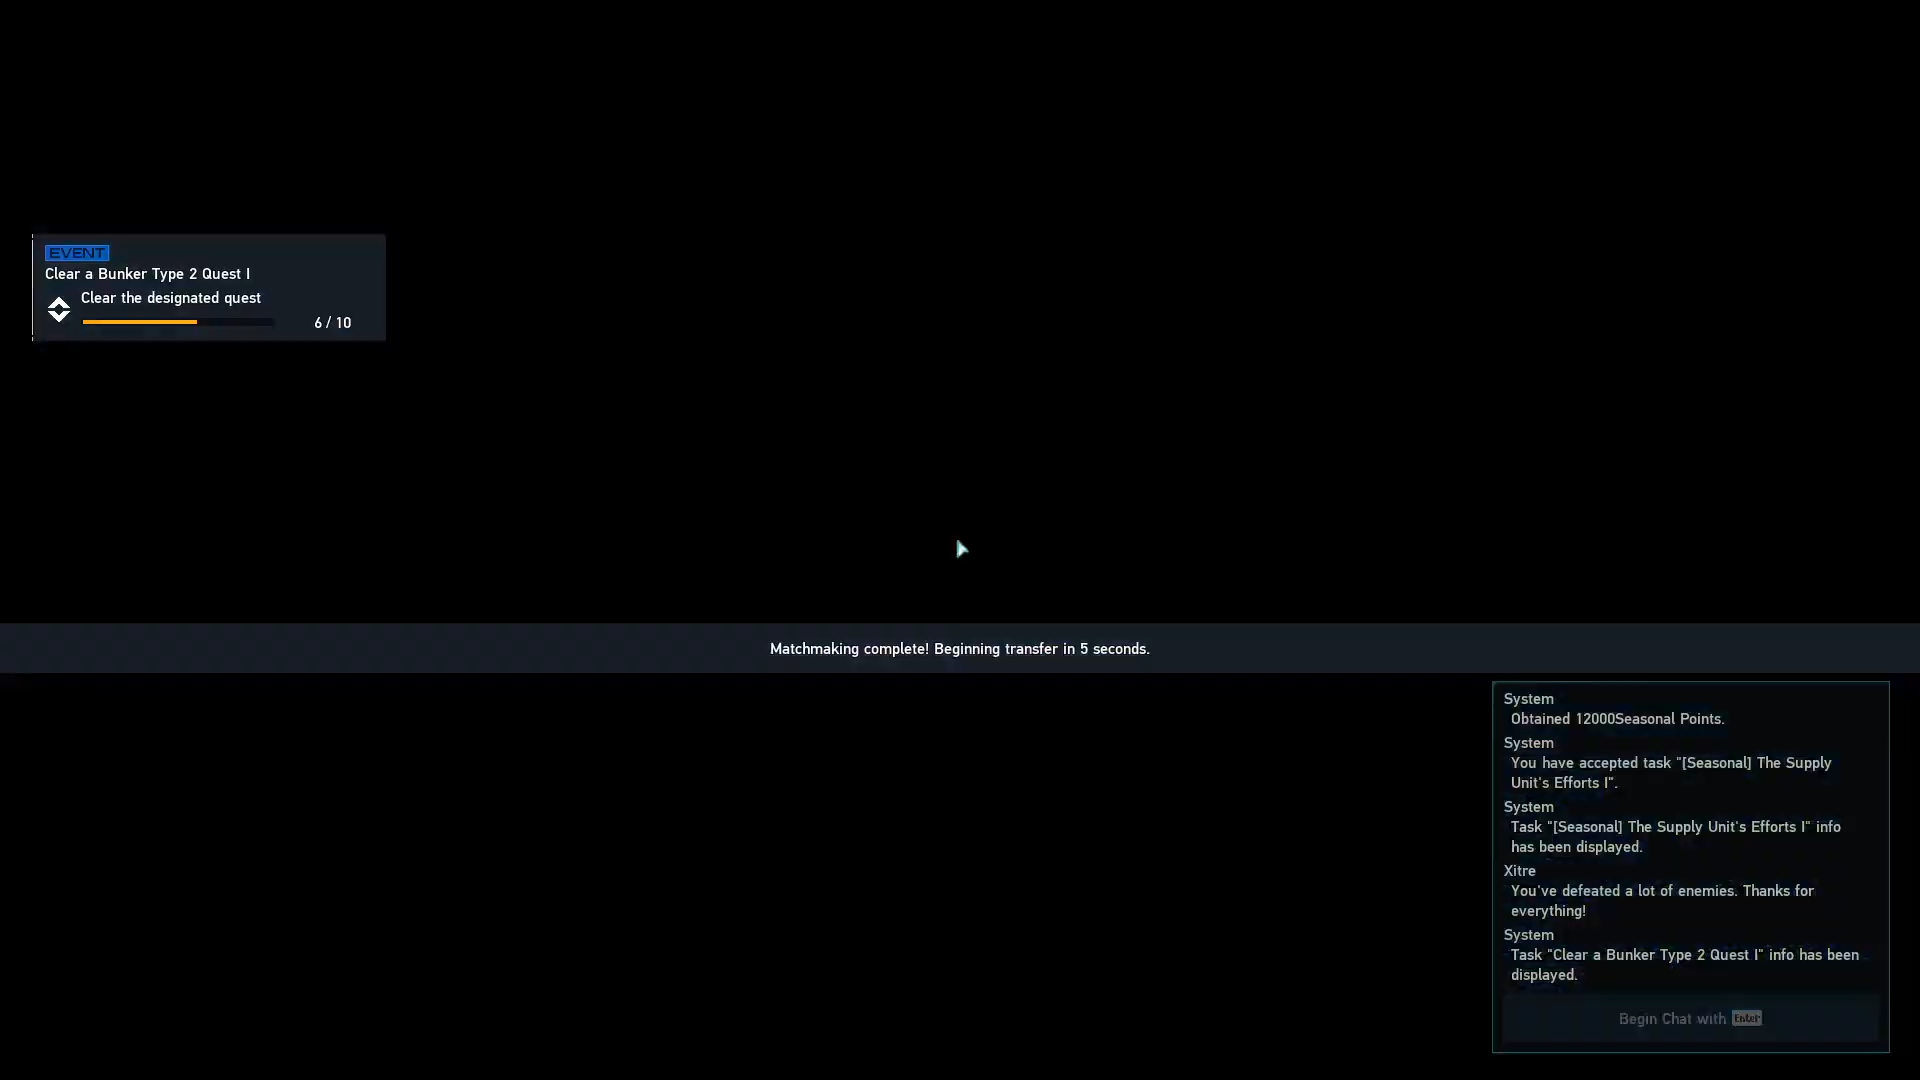 EVENT
Clear a Bunker Type 2 Quest I
Clear the designated quest
6 / 10
Matchmaking complete! Beginning transfer in 5 seconds.
System
Obtained 12000Seasonal Points.
System
You have accepted task "[Seasonal] The Supply
Unit's Efforts I".
System
Task "[Seasonal] The Supply Unit's Efforts I" info
has been displayed.
Xitre
You've defeated a lot of enemies. Thanks for
everything!
System
Task "Clear a Bunker Type 2 Quest I" info has been
displayed.
Begin Chat with Enter